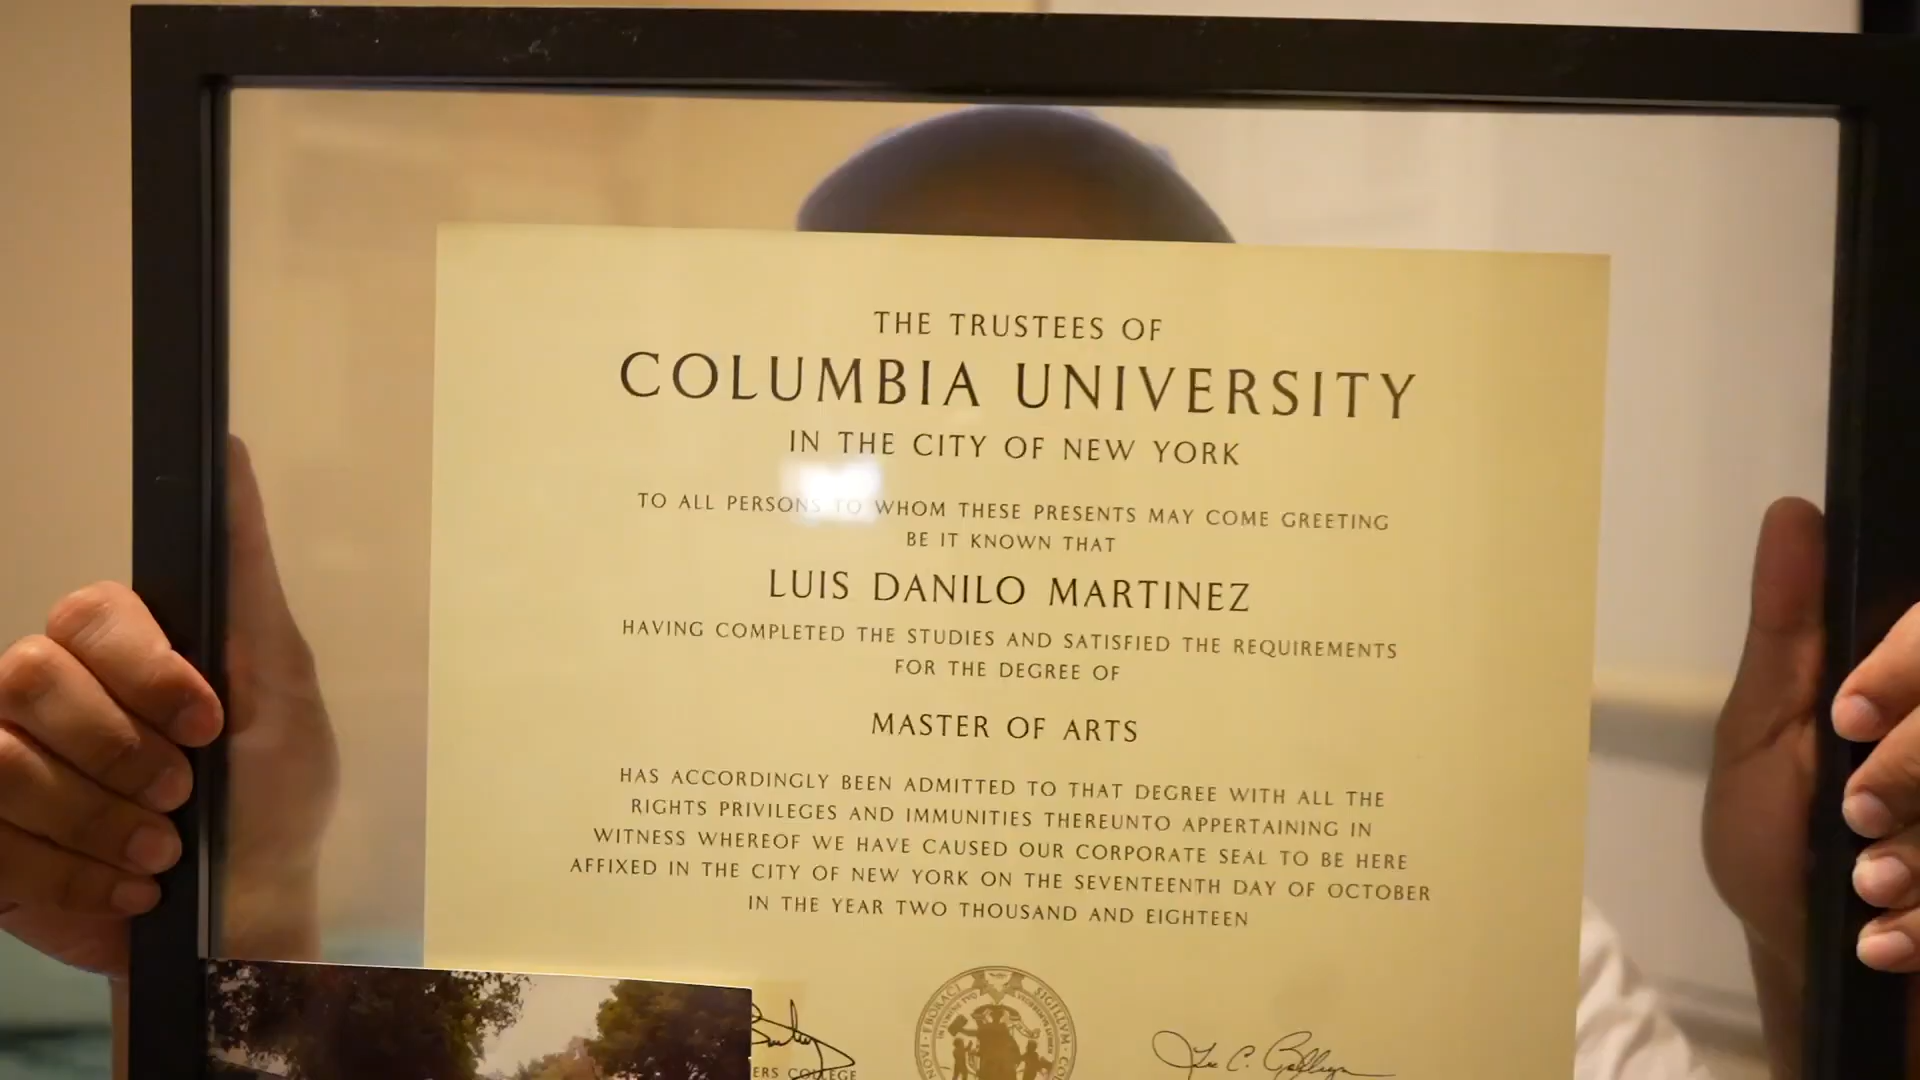 THE TRUSTEES OF
COLUMBIA UNIVERSITY
IN THE CITY OF NEW YORK
TO ALL PERSONS TO WHOM THESE PRESENTS MAY COME GREETING
BE IT KNOWN THAT
LUIS DANILO MARTINEZ
HAVING COMPLETED THE STUDIES AND SATISFIED THE REQUIREMENTS
FOR THE DEGREE OF
MASTER OF ARTS
HAS ACCORDINGLY BEEN ADMITTED TO THAT DEGREE WITH ALL THE
RIGHTS PRIVILEGES AND IMMUNITIES THEREUNTO APPERTAINING IN
WITNESS WHEREOF WE HAVE CAUSED OUR CORPORATE SEAL TO BE HERE
AFFIXED IN THE CITY OF NEW YORK ON THE SEVENTEENTH DAY OF OCTOBER
IN THE YEAR TWO THOUSAND AND EIGHTEEN
ERS COLLEGE